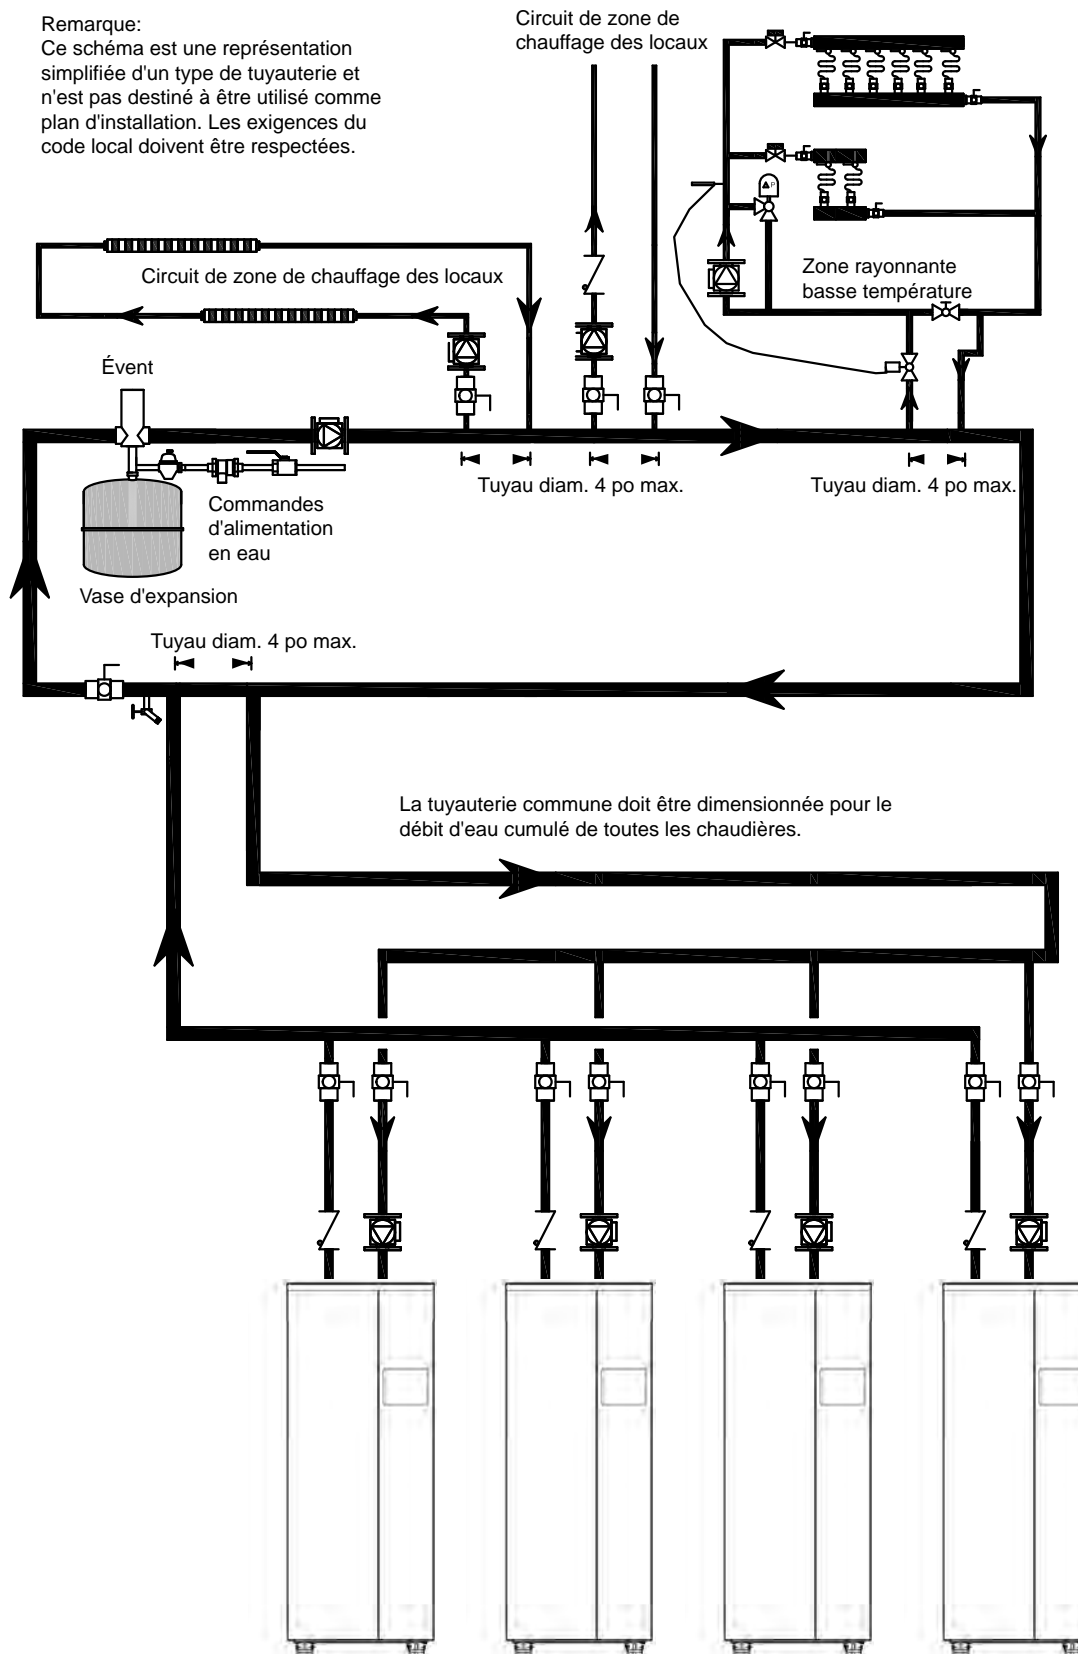 Remarque:
Ce schéma est une représentation
simplifiée d'un type de tuyauterie et
n'est pas destiné à être utilisé comme
plan d'installation. Les exigences du
code local doivent être respectées.
Circuit de zone de
chauffage des locaux
P
Circuit de zone de chauffage des locaux
Zone rayonnante
basse température
Évent
Tuyau diam. 4 po max.
Tuyau diam. 4 po max.
Commandes
d'alimentation
en eau
Vase d'expansion
Tuyau diam. 4 po max.
La tuyauterie commune doit être dimensionnée pour le
débit d'eau cumulé de toutes les chaudières.